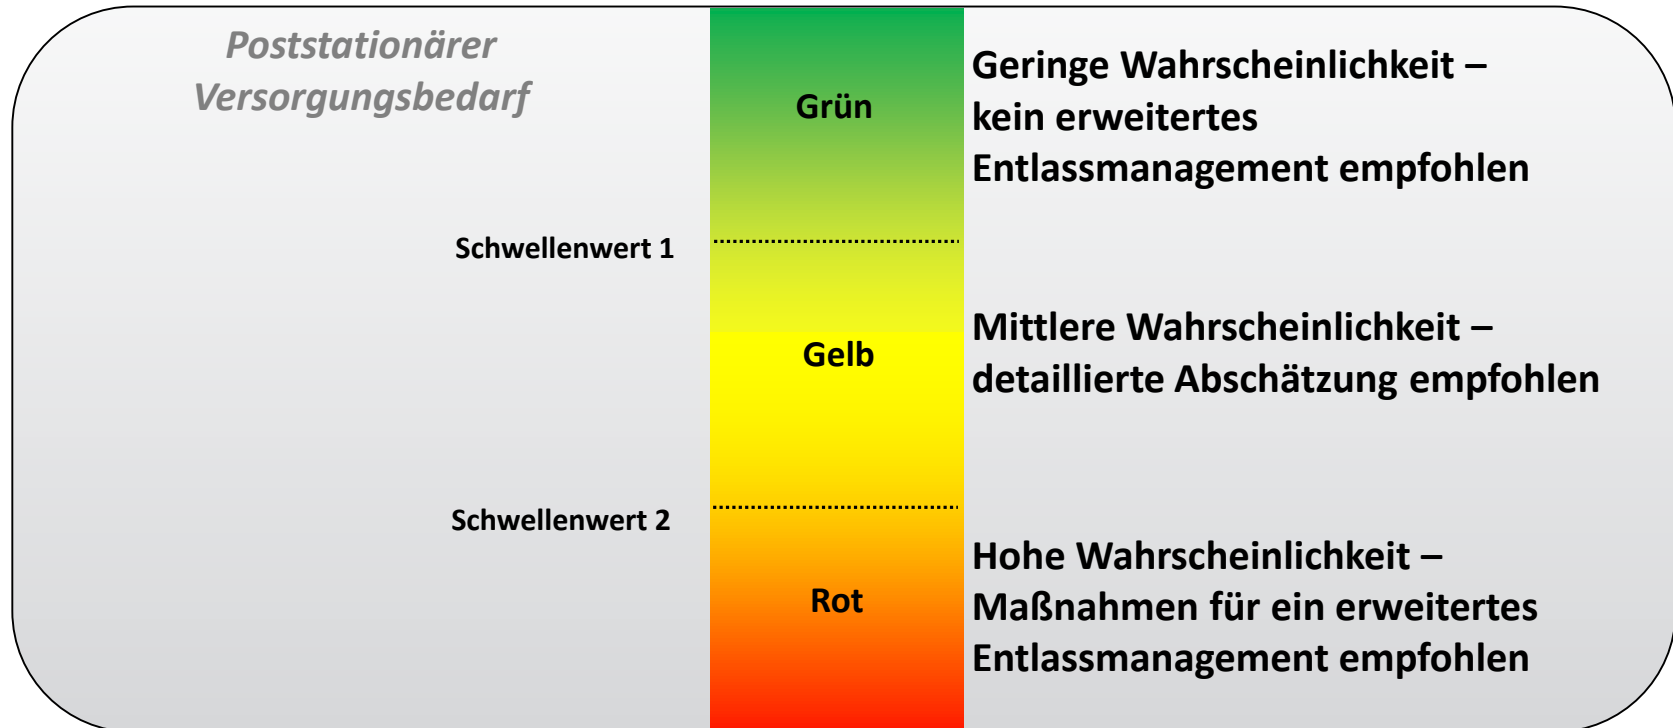 Poststationärer
Versorgungsbedarf
Grün
Geringe Wahrscheinlichkeit –
kein erweitertes
Entlassmanagement empfohlen
Schwellenwert 1
Gelb
Mittlere Wahrscheinlichkeit –
detaillierte Abschätzung empfohlen
Schwellenwert 2
Rot
Hohe Wahrscheinlichkeit –
Maßnahmen für ein erweitertes
Entlassmanagement empfohlen